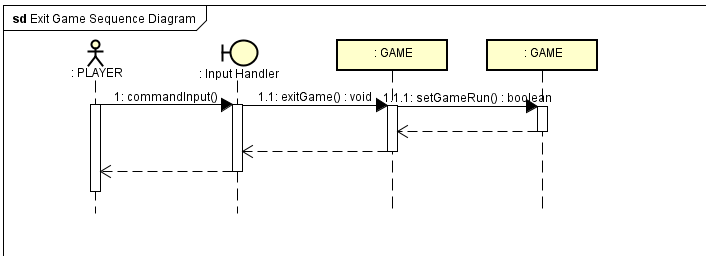 sd Exit Game Sequence Diagram
: PLAYER
: Input Handler
: GAME
: GAME
1: commandInput()
1.1: exitGame() : void
1.1.1: setGameRun() : boolean